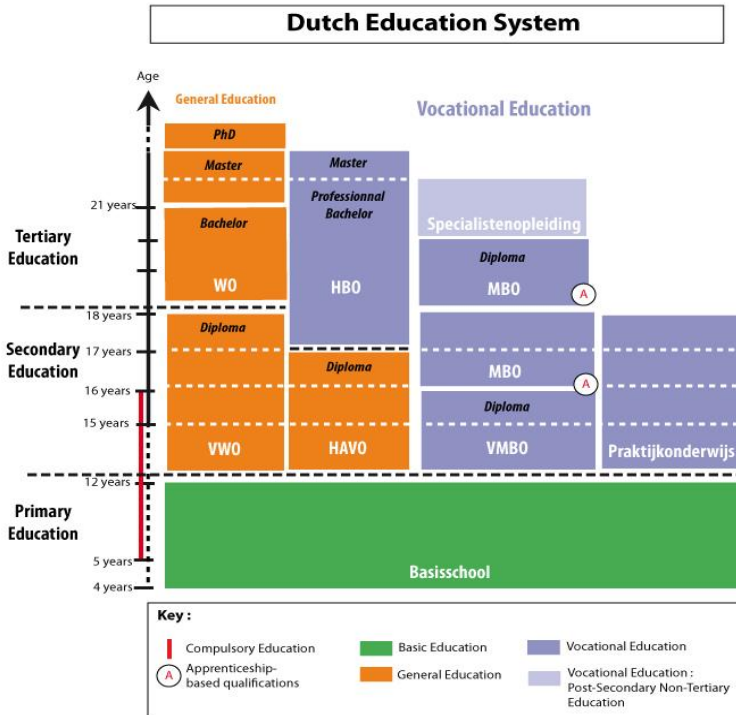 Dutch Education System
Age
General Education
Vocational Education
PhD
Master
Master
21 years
Professionnal
Bachelor
Bachelor
Specialistenopleiding
Tertiary
Education
Diploma
WO
HBO
MBO
A
18 years
Diploma
Secondary
Education
17 years
Diploma
MBO
A
16 years
Diploma
15 years
VWO
HAVO
VMBO
Praktijkonderwijs
12 years
Primary
Education
5 years
Basisschool
4 years
Key :
Compulsory Education
Basic Education
Vocational Education
A
Apprenticeship-
based qualifications
General Education
Vocational Education :
Post-Secondary Non-Tertiary
Education